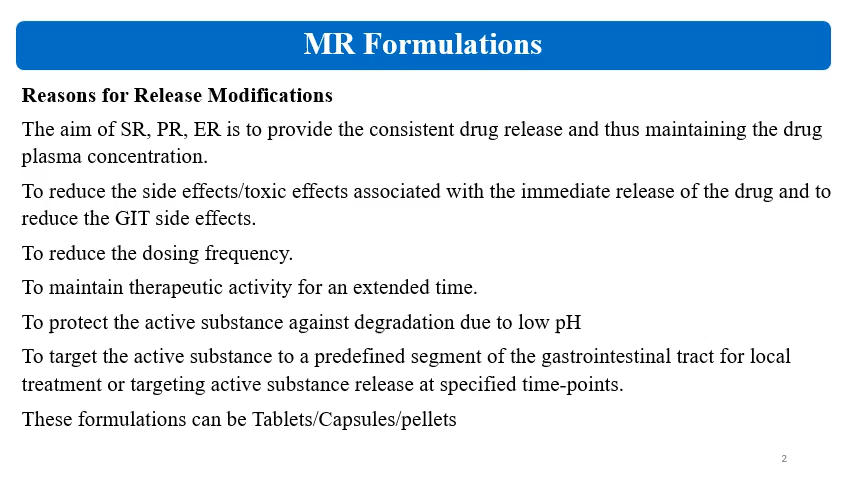 MR Formulations
Reasons for Release Modifications
The aim of SR, PR, ER is to provide the consistent drug release and thus maintaining the drug
plasma concentration.
To reduce the side effects/toxic effects associated with the immediate release of the drug and to
reduce the GIT side effects.
To reduce the dosing frequency.
To maintain therapeutic activity for an extended time.
To protect the active substance against degradation due to low pH
To target the active substance to a predefined segment of the gastrointestinal tract for local
treatment or targeting active substance release at specified time-points.
These formulations can be Tablets/Capsules/pellets
2